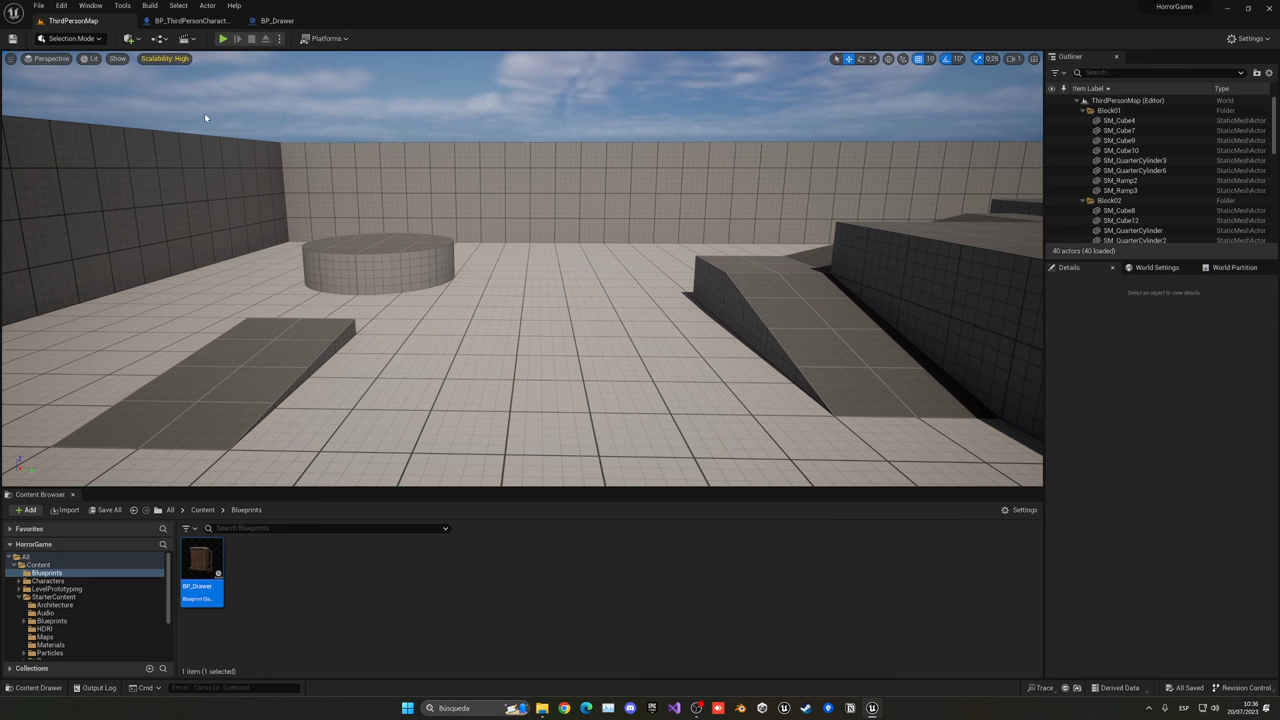 File Edit Window Tools Build Select Actor Help
HorrorGame
ThirdPersonMap BP_ThirdPersonCharact... BP_Drawer
Selection Mode Platforms Settings
Perspective Lit Show Scalability: High 10 10° 0,25 1
Outliner
Search...
Item Label Type
ThirdPersonMap (Editor) World
Block01 Folder
SM_Cube4 StaticMeshActor
SM_Cube7 StaticMeshActor
SM_Cube9 StaticMeshActor
SM_Cube10 StaticMeshActor
SM_QuarterCylinder3 StaticMeshActor
SM_QuarterCylinder6 StaticMeshActor
SM_Ramp2 StaticMeshActor
SM_Ramp3 StaticMeshActor
Block02 Folder
SM_Cube8 StaticMeshActor
SM_Cube12 StaticMeshActor
SM_QuarterCylinder StaticMeshActor
SM_QuarterCylinder2 StaticMeshActor
40 actors (40 loaded)
Details World Settings World Partition
Select an object to view details.
Z
Content Browser
Add Import Save All All Content Blueprints Settings
Favorites
Search Blueprints
HorrorGame
All
Content
Blueprints
Characters
LevelPrototyping
StarterContent
Architecture
Audio
Blueprints
HDRI
Maps
Materials
Particles
BP_Drawer
Blueprint Cla...
Collections
1 item (1 selected)
Content Drawer Output Log Cmd Enter Console Command Trace Derived Data All Saved Revision Control
Búsqueda
ESP
10:36
20/07/2023